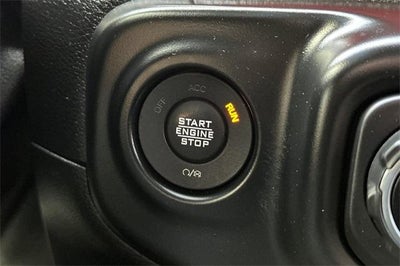 OFF
ACC
RUN
START
ENGINE
STOP